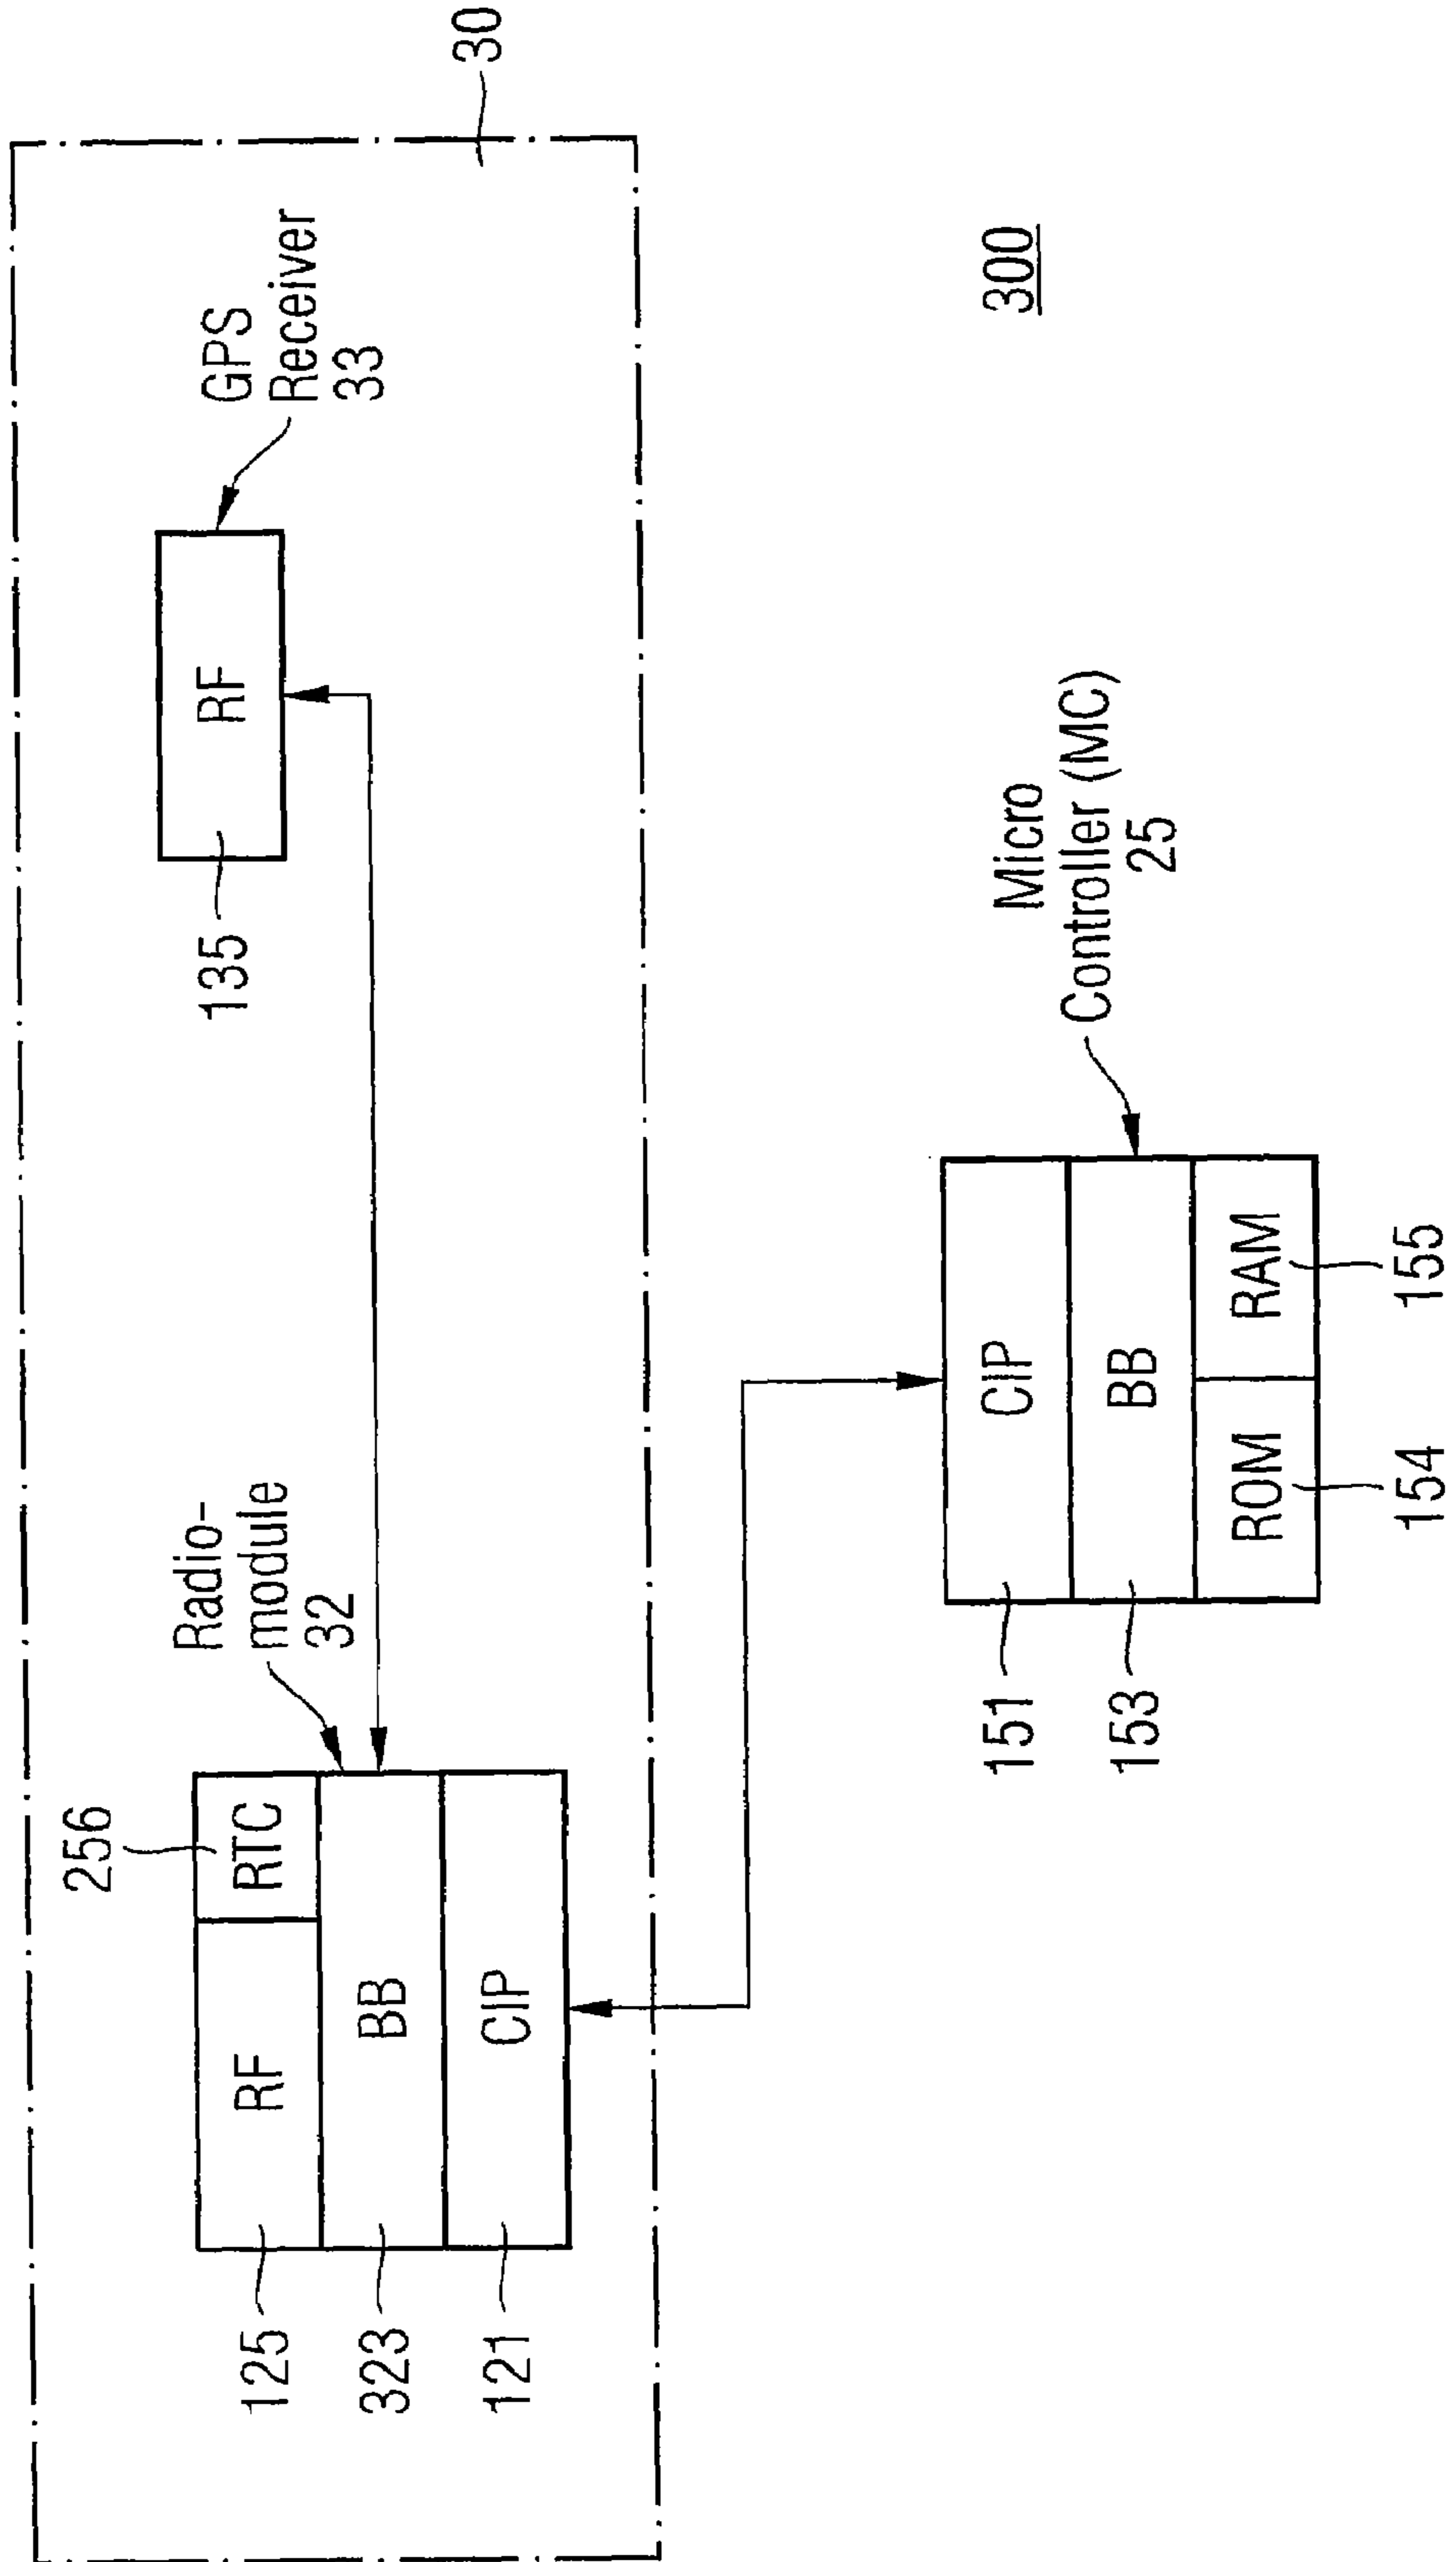 30
GPS
Receiver
33
RF
135
Radio-
module
32
256
RTC
RF
BB
CIP
125
323
121
300
Micro
Controller (MC)
25
CIP
BB
ROM
RAM
151
153
154
155